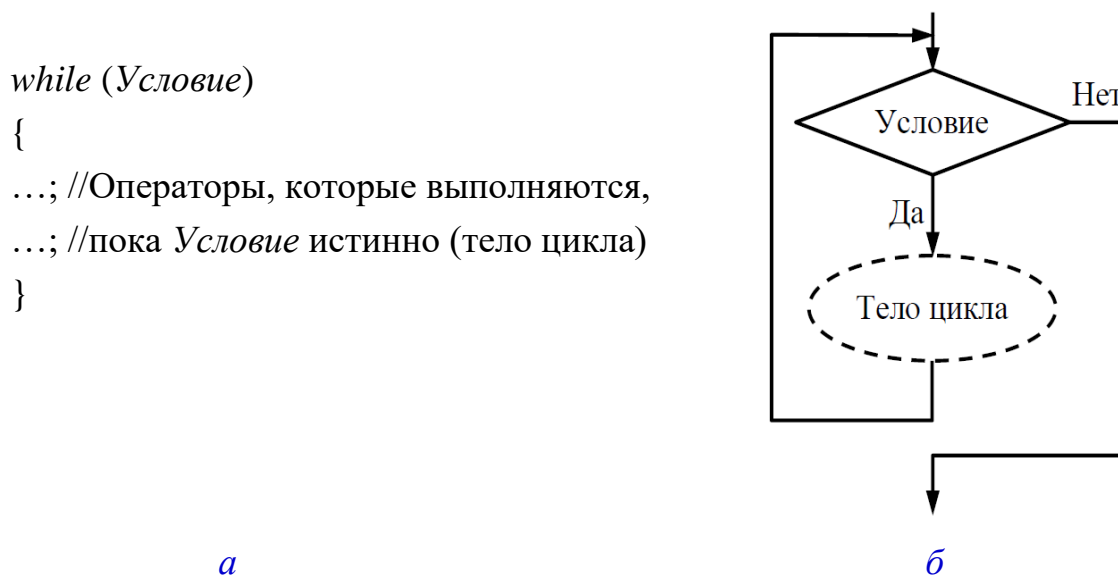 while (Условие)
{
…; //Операторы, которые выполняются,
…; //пока Условие истинно (тело цикла)
}
Условие
Нет
Да
Тело цикла
а
б